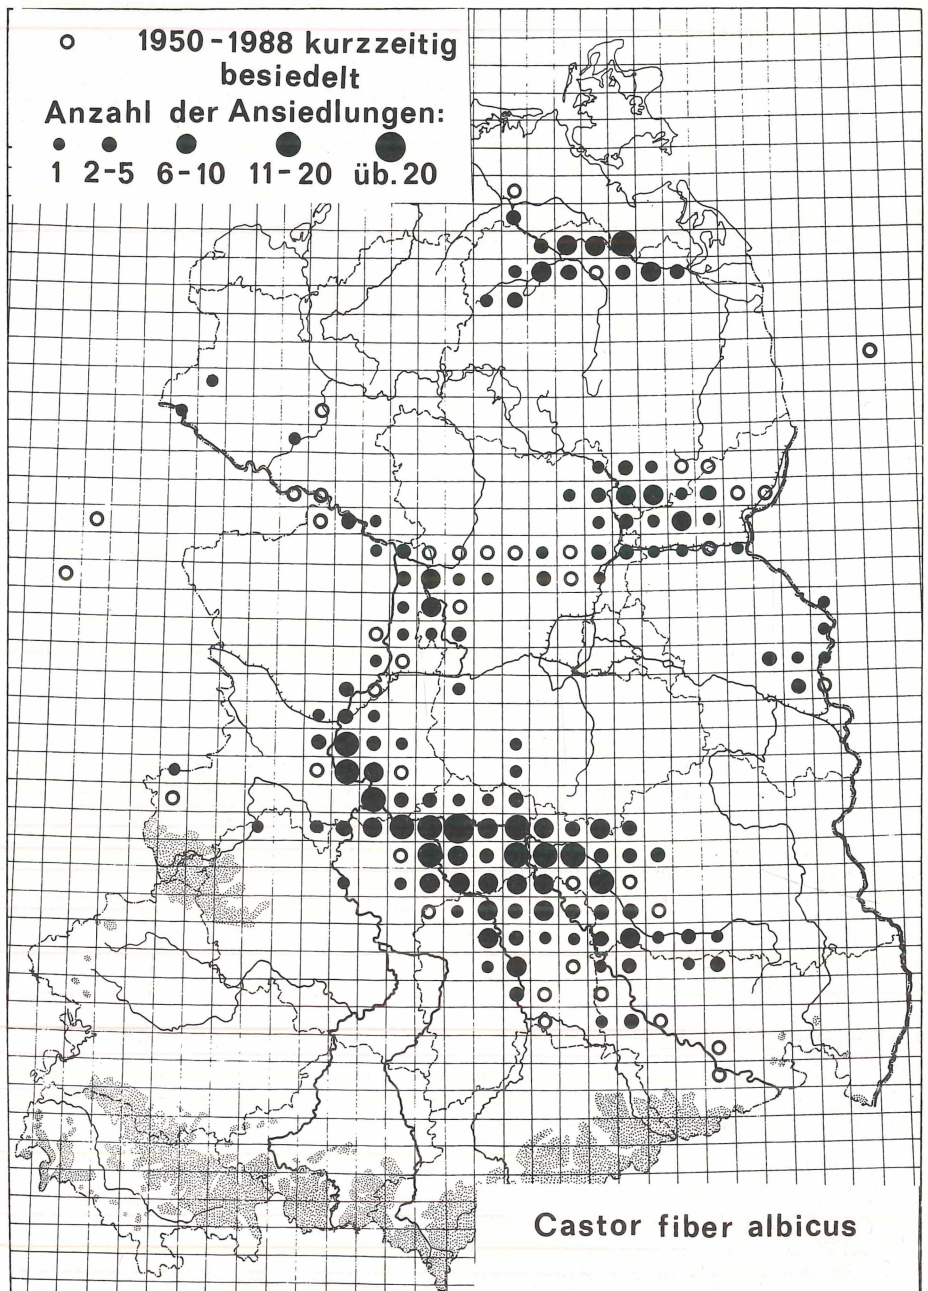 1950-1988 kurzzeitig
besiedelt
Anzahl der Ansiedlungen:
1 2-5 6-10 11-20 üb.20
Castor fiber albicus